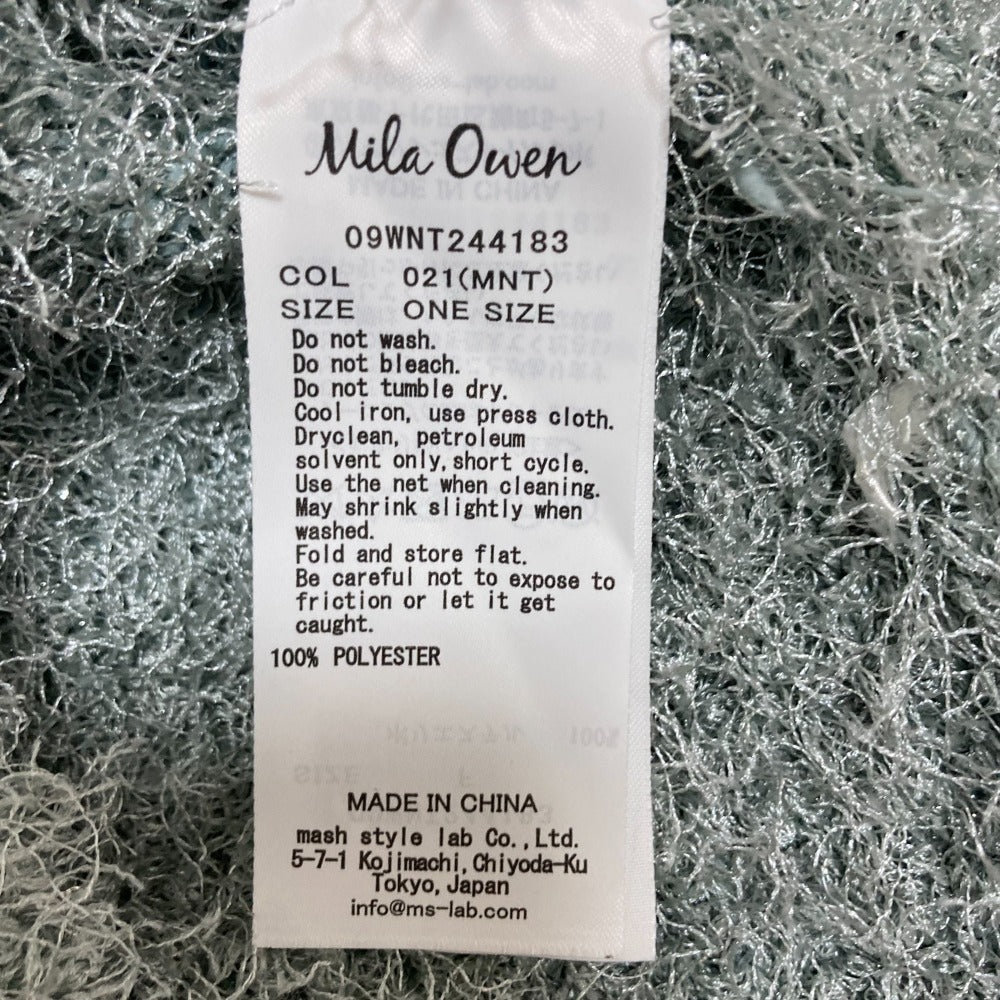 Mila Owen
09WNT244183
COL 021(MNT)
SIZE ONE SIZE
Do not wash.
Do not bleach.
Do not tumble dry.
Cool iron, use press cloth.
Dryclean, petroleum
solvent only, short cycle.
Use the net when cleaning.
May shrink slightly when
washed.
Fold and store flat.
Be careful not to expose to
friction or let it get
caught.
100% POLYESTER
MADE IN CHINA
mash style lab Co.,Ltd.
5-7-1 Kojimachi,Chiyoda-Ku
Tokyo,Japan
info@ms-lab.com